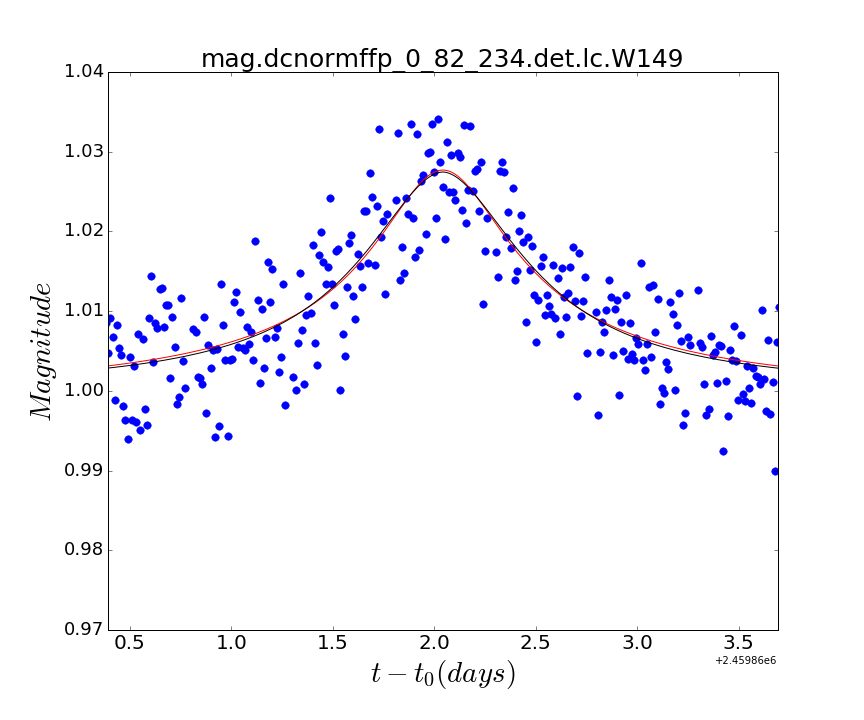 mag.dcnormffp_0_82_234.det.lc.W149
1.04
1.03
1.02
1.01
1.00
0.99
0.98
0.97
Magnitude
0.5 1.0 1.5 2.0 2.5 3.0 3.5
+2.45986e6
t − t₀(days)